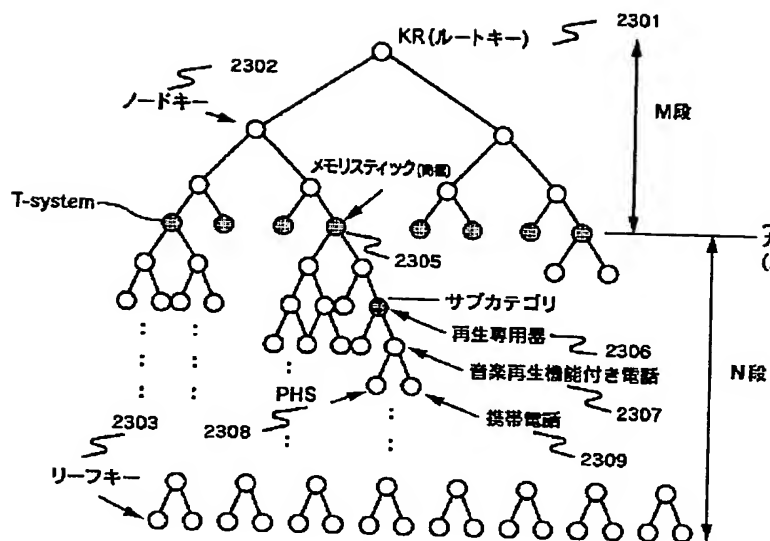 KR(ルートキー)
2301
2302
ノードキー
M段
メモリスティック(商標)
T-system
2305
サブカテゴリ
再生専用器
2306
音楽再生機能付き電話
N段
2307
PHS
2308
携帯電話
2309
2303
リーフキー